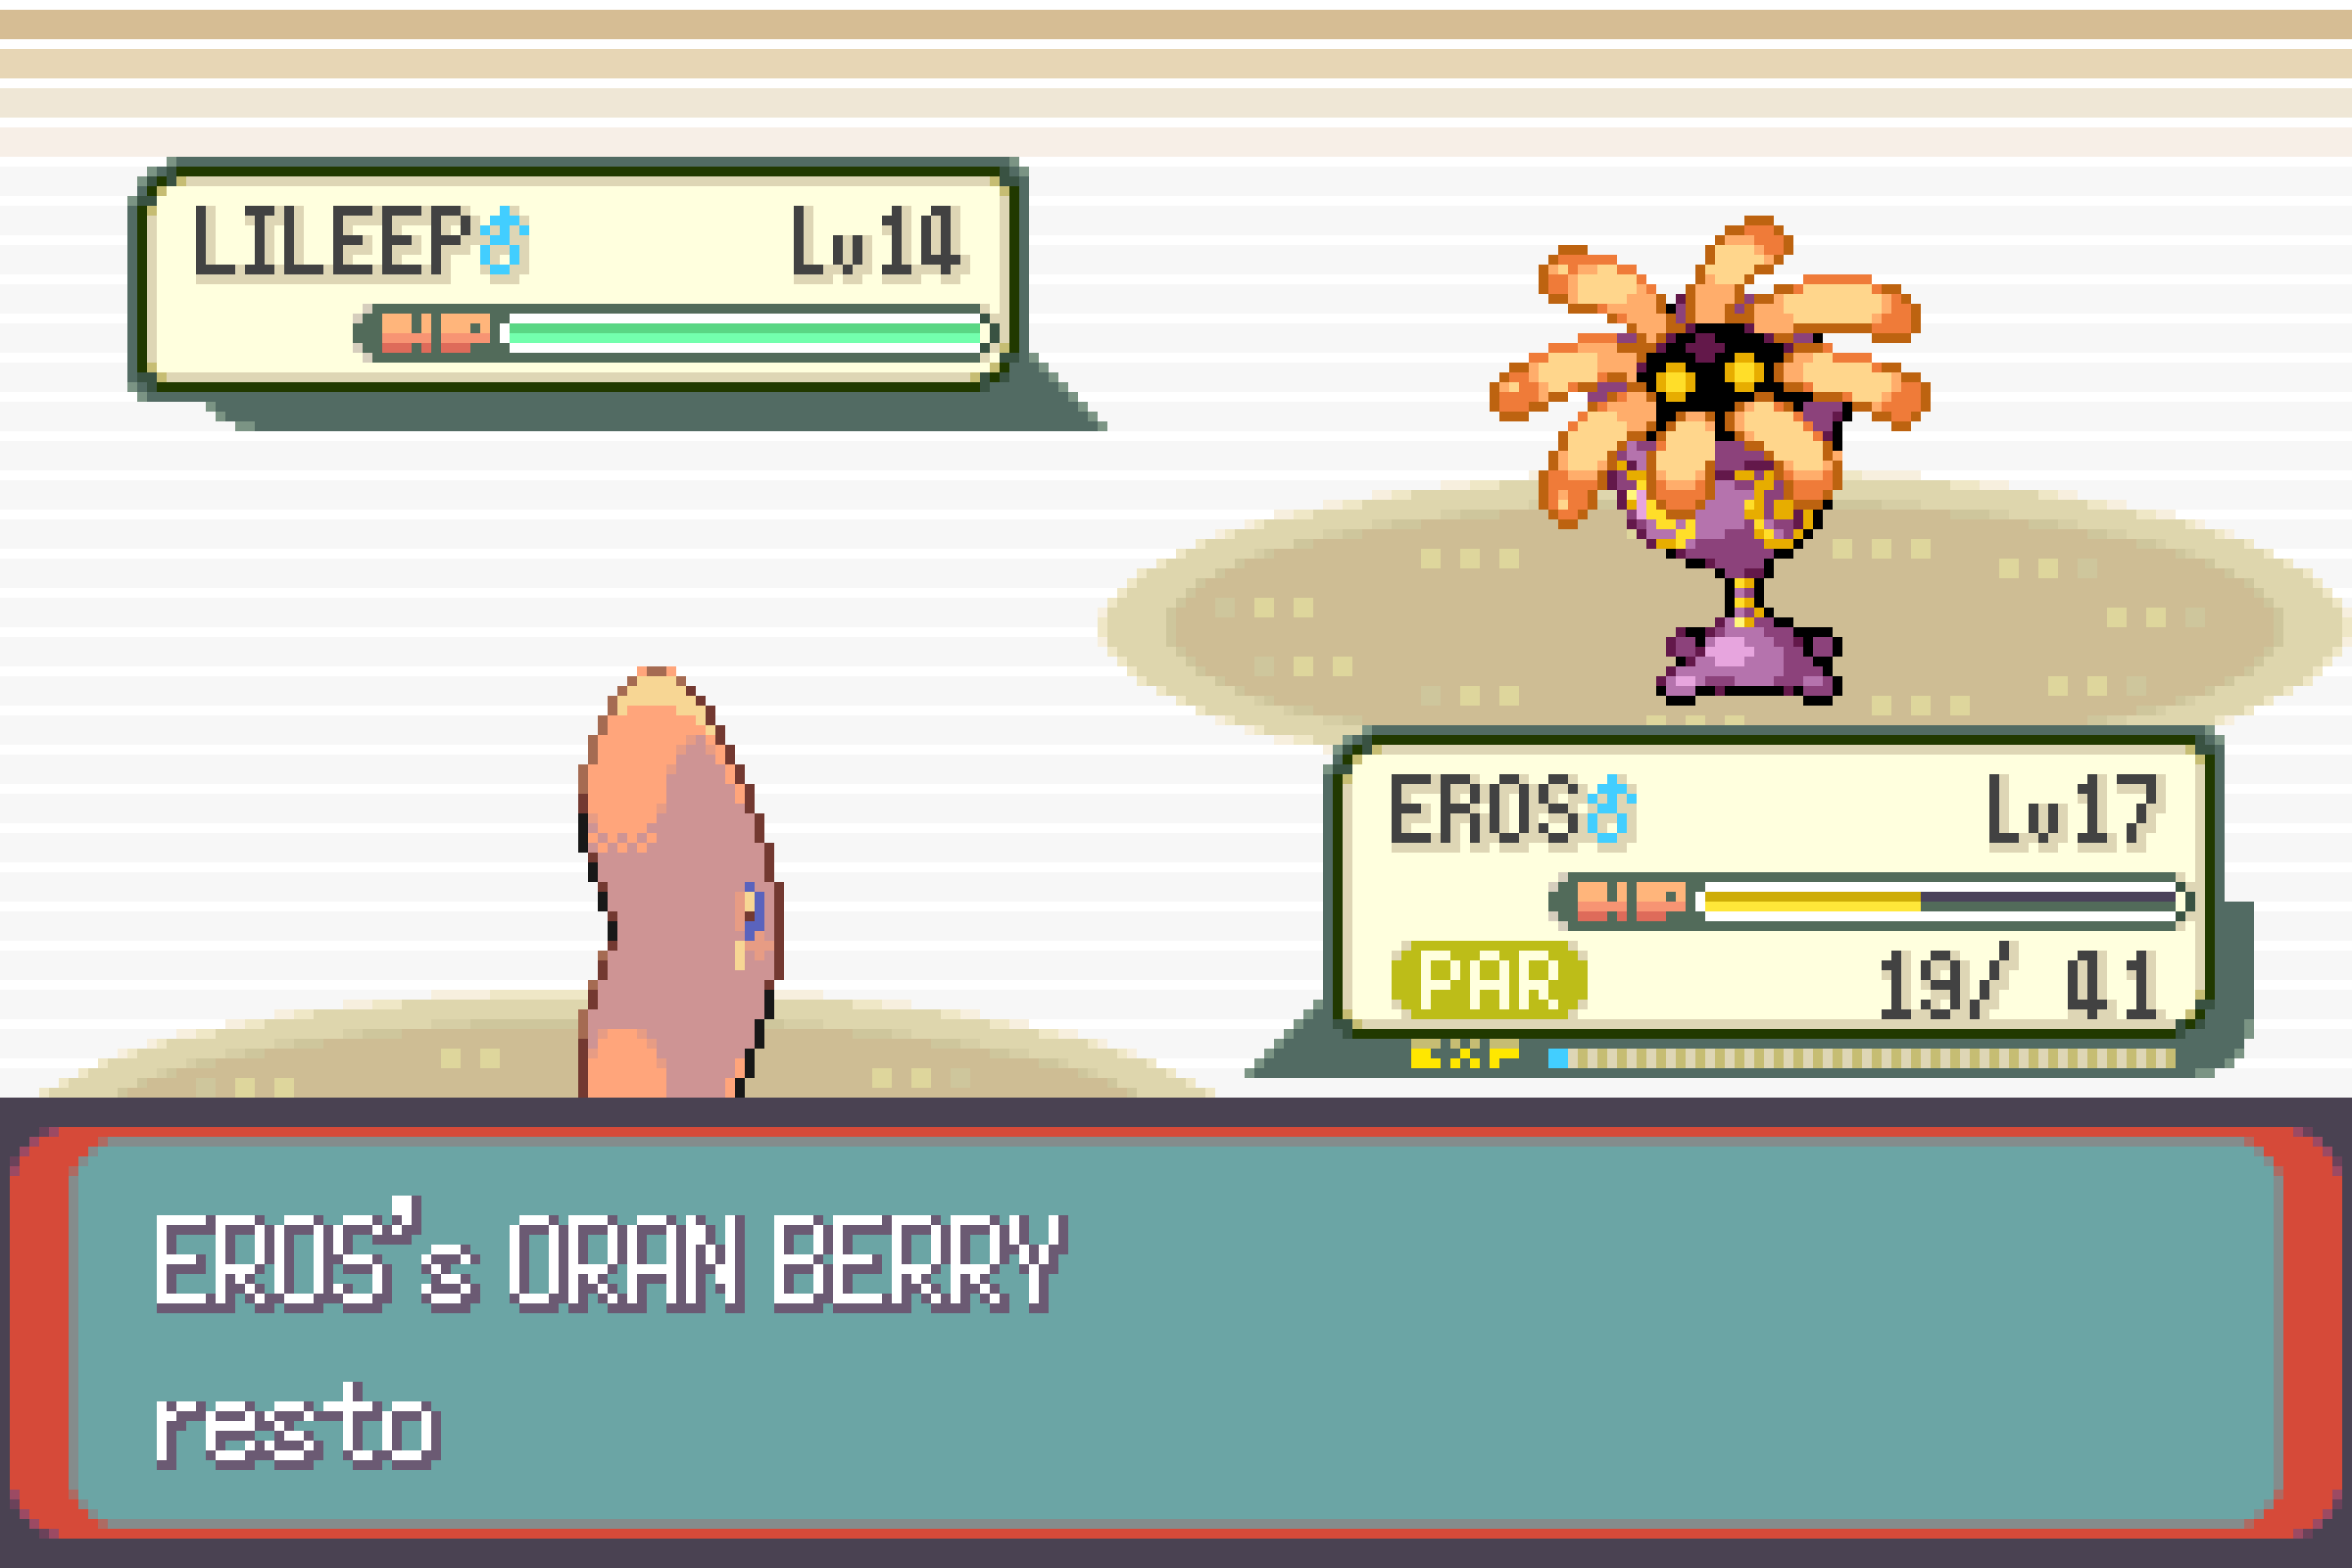 LILEEP♂ Lv14
HP
EROS♂ Lv17
HP
PAR 19/ 41
EXP
EROS's ORAN BERRY
resto